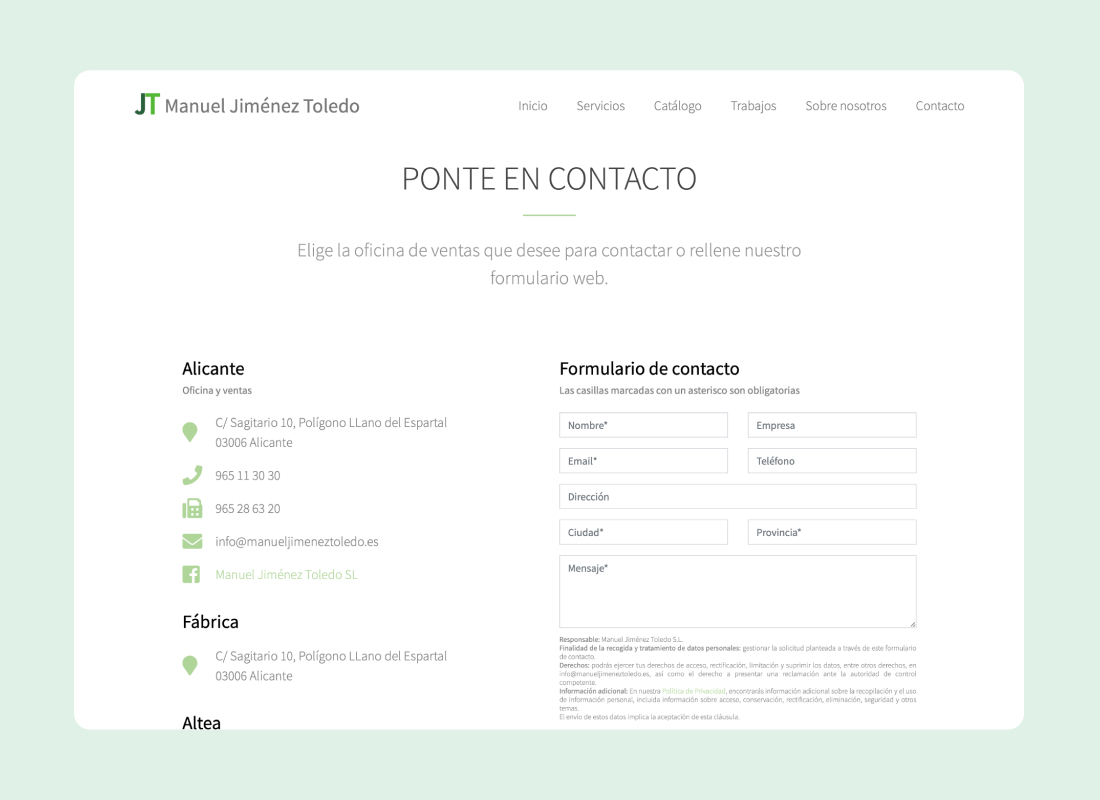 JT Manuel Jiménez Toledo
Inicio Servicios Catálogo Trabajos Sobre nosotros Contacto
PONTE EN CONTACTO
Elige la oficina de ventas que desee para contactar o rellene nuestro
formulario web.
Alicante
Oficina y ventas
C/ Sagitario 10, Polígono LLano del Espartal
03006 Alicante
965 11 30 30
965 28 63 20
info@manueljimeneztoledo.es
Manuel Jiménez Toledo SL
Fábrica
C/ Sagitario 10, Polígono LLano del Espartal
03006 Alicante
Altea
Formulario de contacto
Las casillas marcadas con un asterisco son obligatorias
Nombre* Empresa
Email* Teléfono
Dirección
Ciudad* Provincia*
Mensaje*
Responsable: Manuel Jiménez Toledo S.L.
Finalidad de la recogida y tratamiento de datos personales: gestionar la solicitud planteada a través de este formulario
de contacto.
Derechos: podrás ejercer tus derechos de acceso, rectificación, limitación y suprimir los datos, entre otros derechos, en
info@manueljimeneztoledo.es, así como el derecho a presentar una reclamación ante la autoridad de control
competente.
Información adicional: En nuestra Política de Privacidad, encontrarás información adicional sobre la recopilación y el uso
de información personal, incluida información sobre acceso, conservación, rectificación, eliminación, seguridad y otros
temas.
El envío de estos datos implica la aceptación de esta cláusula.